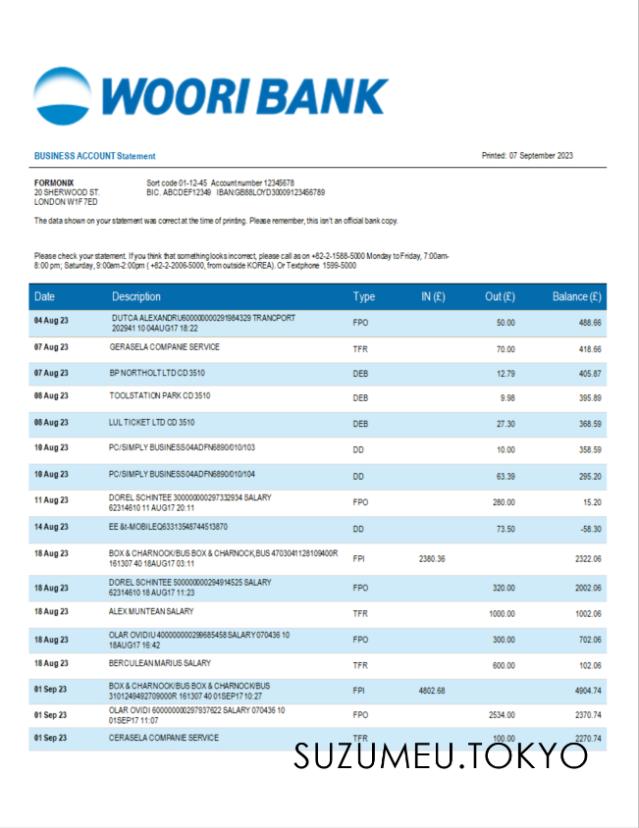 WOORI BANK
BUSINESS ACCOUNT Statement Printed: 07 September 2023
FORMONIX Sort code 01-12-45 Account number 12345678
20 SHERWOOD ST. BIC. ABCDEF12349 IBAN:GB88LOYD30009123456789
LONDON W1F 7ED
The data shown on your statement was correct at the time of printing. Please remember, this isn't an official bank copy.
Please check your statement. If you think that something looks incorrect, please call as on +82-2-1588-5000 Monday to Friday, 7:00am-
8:00 pm; Saturday, 9:00am-2:00pm ( +82-2-2006-5000, from outside KOREA). Or Textphone 1599-5000
Date Description Type IN (£) Out (£) Balance (£)
04 Aug 23 DUTCA ALEXANDRU600000000291984329 TRANCPORT FPO 50.00 488.66
202941 10 04AUG17 18:22
07 Aug 23 GERASELA COMPANIE SERVICE TFR 70.00 418.66
07 Aug 23 BP NORTHOLT LTD CD 3510 DEB 12.79 405.87
08 Aug 23 TOOLSTATION PARK CD 3510 DEB 9.98 395.89
08 Aug 23 LUL TICKET LTD CD 3510 DEB 27.30 368.59
10 Aug 23 PC/SIMPLY BUSINESS04ADFN6890/010/103 DD 10.00 358.59
10 Aug 23 PC/SIMPLY BUSINESS04ADFN6890/010/104 DD 63.39 295.20
11 Aug 23 DOREL SCHINTEE 300000000297332934 SALARY FPO 280.00 15.20
62314610 11 AUG17 20:11
14 Aug 23 EE &t-MOBILEQ63313548744513870 DD 73.50 -58.30
18 Aug 23 BOX & CHARNOCK/BUS BOX & CHARNOCK,BUS 4703041128109400R FPI 2380.36 2322.06
161307 40 18AUG17 03:11
18 Aug 23 DOREL SCHINTEE 500000000294914525 SALARY FPO 320.00 2002.06
62314610 18 AUG17 11:23
18 Aug 23 ALEX MUNTEAN SALARY TFR 1000.00 1002.06
18 Aug 23 OLAR OVIDIU 400000000299685458 SALARY 070436 10 FPO 300.00 702.06
18AUG17 16:42
18 Aug 23 BERCULEAN MARIUS SALARY TFR 600.00 102.06
01 Sep 23 BOX & CHARNOCK/BUS BOX & CHARNOCK/BUS FPI 4802.68 4904.74
3101249492709000R 161307 40 01SEP17 10:27
01 Sep 23 OLAR OVIDI 600000000297937622 SALARY 070436 10 FPO 2534.00 2370.74
01SEP17 11:07
01 Sep 23 CERASELA COMPANIE SERVICE TFR 100.00 2270.74
SUZUMEU.TOKYO